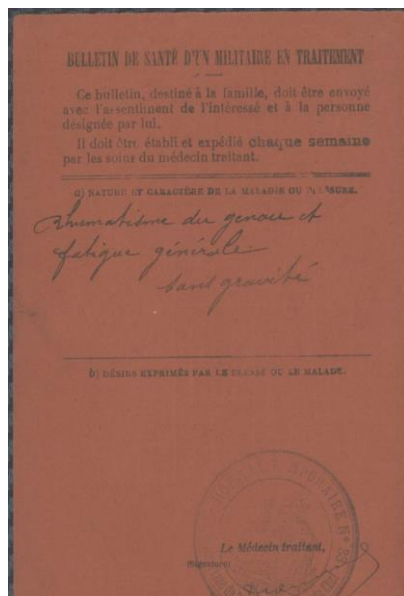 BULLETIN DE SANTÉ D'UN MILITAIRE EN TRAITEMENT
Ce bulletin, destiné à la famille, doit être envoyé
avec l'assentiment de l'intéressé et à la personne
désignée par lui.
Il doit être établi et expédié chaque semaine
par les soins du médecin traitant.
a) NATURE ET CARACTÈRE DE LA MALADIE OU BLESSURE.
Rhumatisme du genou et
fatigue générale
sans gravité
b) DÉSIRS EXPRIMÉS PAR LE BLESSÉ OU LE MALADE.
Le Médecin traitant,
(Signature)